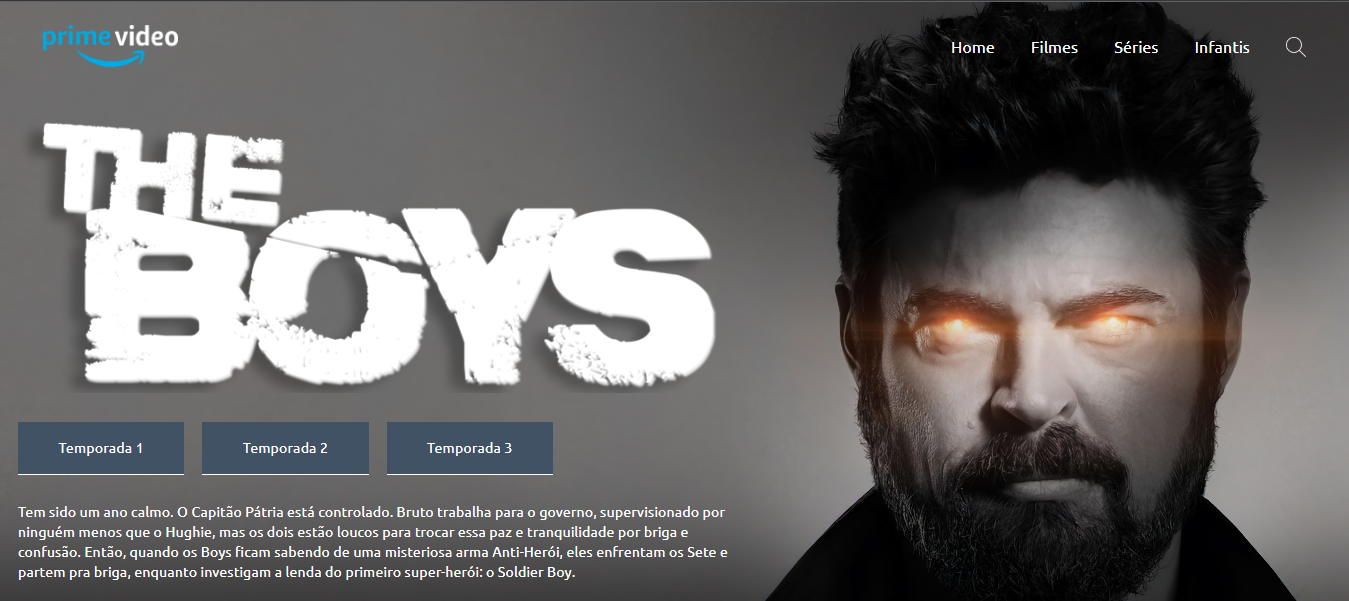 prime video
Home Filmes Séries Infantis
THE
BOYS
Temporada 1 Temporada 2 Temporada 3
Tem sido um ano calmo. O Capitão Pátria está controlado. Bruto trabalha para o governo, supervisionado por
ninguém menos que o Hughie, mas os dois estão loucos para trocar essa paz e tranquilidade por briga e
confusão. Então, quando os Boys ficam sabendo de uma misteriosa arma Anti-Herói, eles enfrentam os Sete e
partem pra briga, enquanto investigam a lenda do primeiro super-herói: o Soldier Boy.